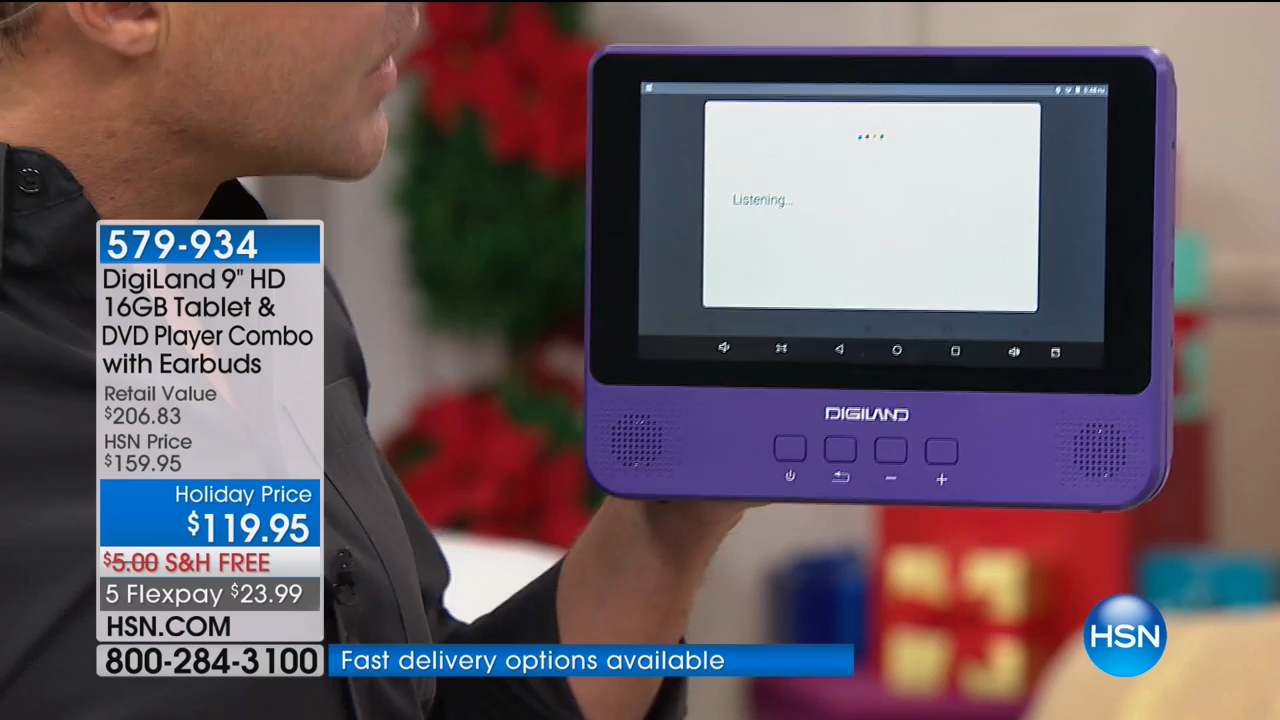 579-934
DigiLand 9" HD
16GB Tablet &
DVD Player Combo
with Earbuds
Retail Value
$206.83
HSN Price
$159.95
Holiday Price
$119.95
$5.00 S&H FREE
5 Flexpay $23.99
HSN.COM
800-284-3100
Fast delivery options available
Listening...
DIGILAND
HSN